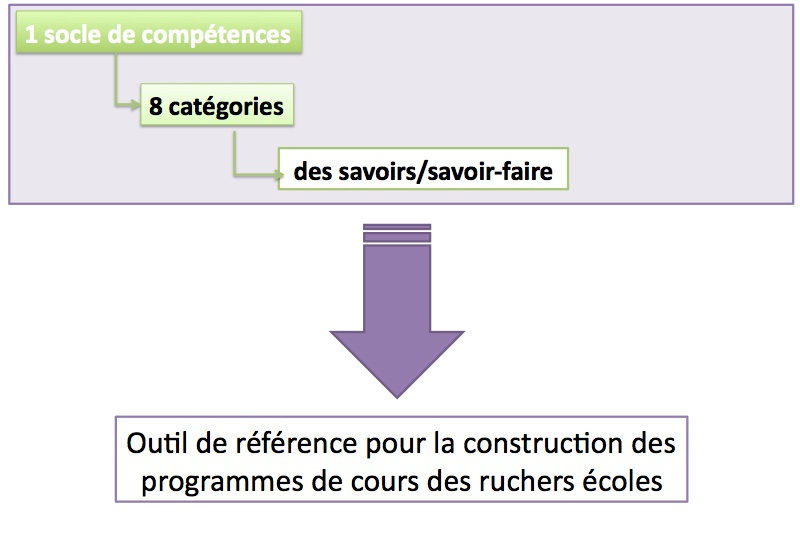 1 socle de compétences
8 catégories
des savoirs/savoir-faire
Outil de référence pour la construction des
programmes de cours des ruchers écoles